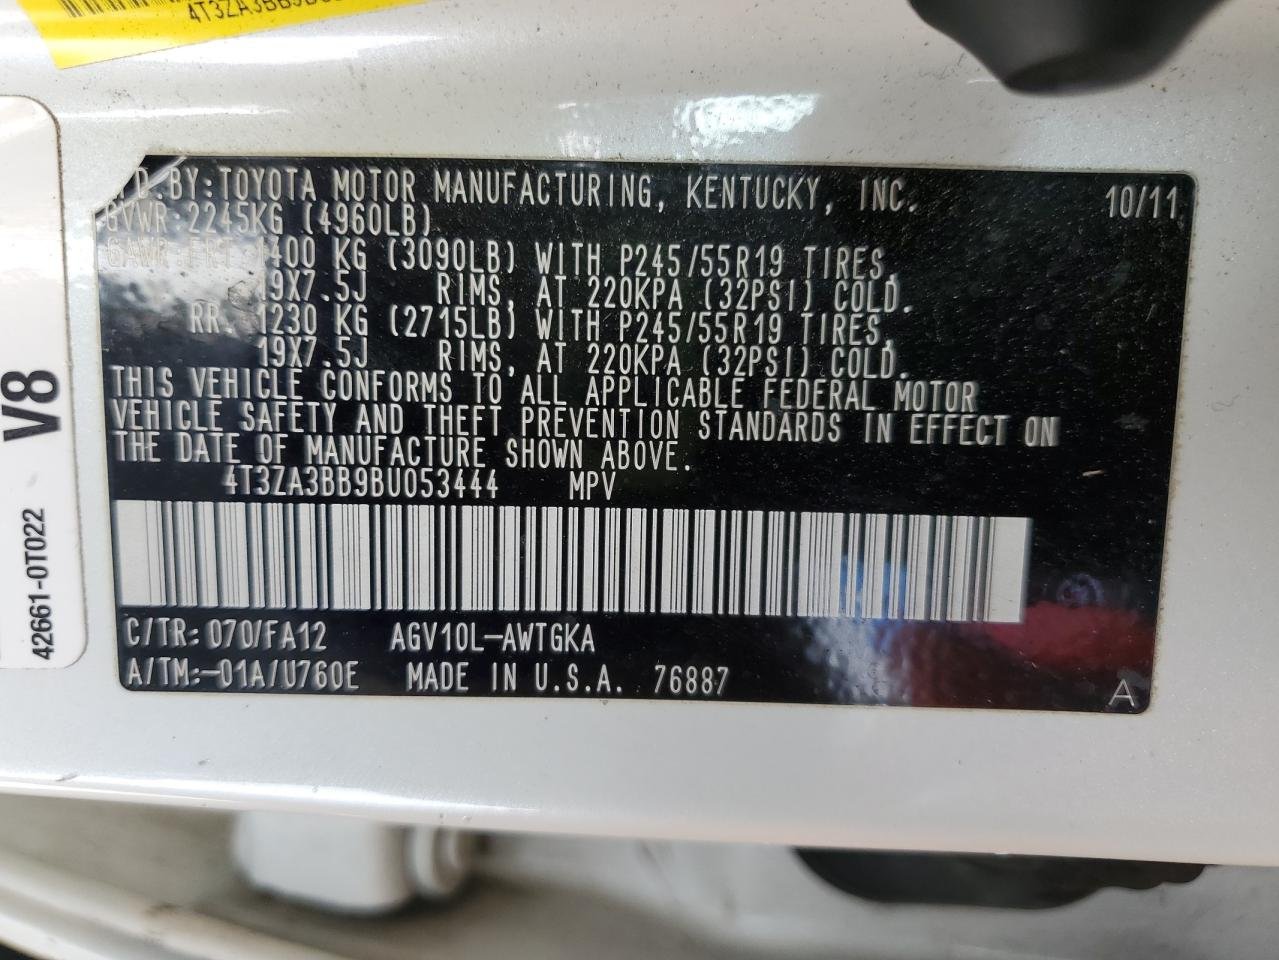 4T3ZA3BB9BU0
MFD.BY:TOYOTA MOTOR MANUFACTURING, KENTUCKY, INC. 10/11
GVWR:2245KG (4960LB)
GAWR FRT 1400 KG (3090LB) WITH P245/55R19 TIRES,
19X7.5J RIMS, AT 220KPA (32PSI) COLD.
RR. 1230 KG (2715LB) WITH P245/55R19 TIRES,
19X7.5J RIMS, AT 220KPA (32PSI) COLD.
THIS VEHICLE CONFORMS TO ALL APPLICABLE FEDERAL MOTOR
VEHICLE SAFETY AND THEFT PREVENTION STANDARDS IN EFFECT ON
THE DATE OF MANUFACTURE SHOWN ABOVE.
4T3ZA3BB9BU053444 MPV
C/TR: 070/FA12 AGV10L-AWTGKA
A/TM:-01A/U760E MADE IN U.S.A. 76887
A
V8
42661-0T022